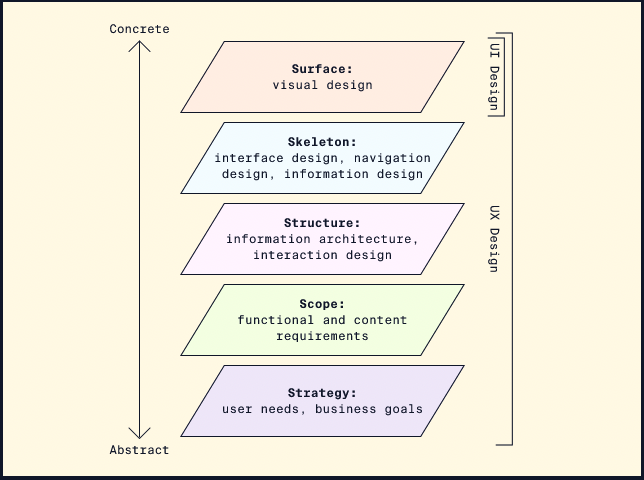 Concrete
Surface:
visual design
Skeleton:
interface design, navigation
design, information design
Structure:
information architecture,
interaction design
Scope:
functional and content
requirements
Strategy:
user needs, business goals
Abstract
UI Design
UX Design